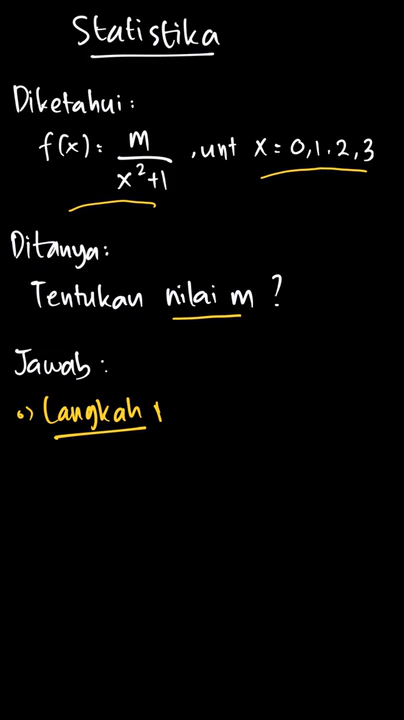 Statistika
Diketahui:
f(x) = m / x²+1 , unt x = 0, 1, 2, 3
Ditanya:
Tentukan nilai m ?
Jawab:
•) Langkah 1